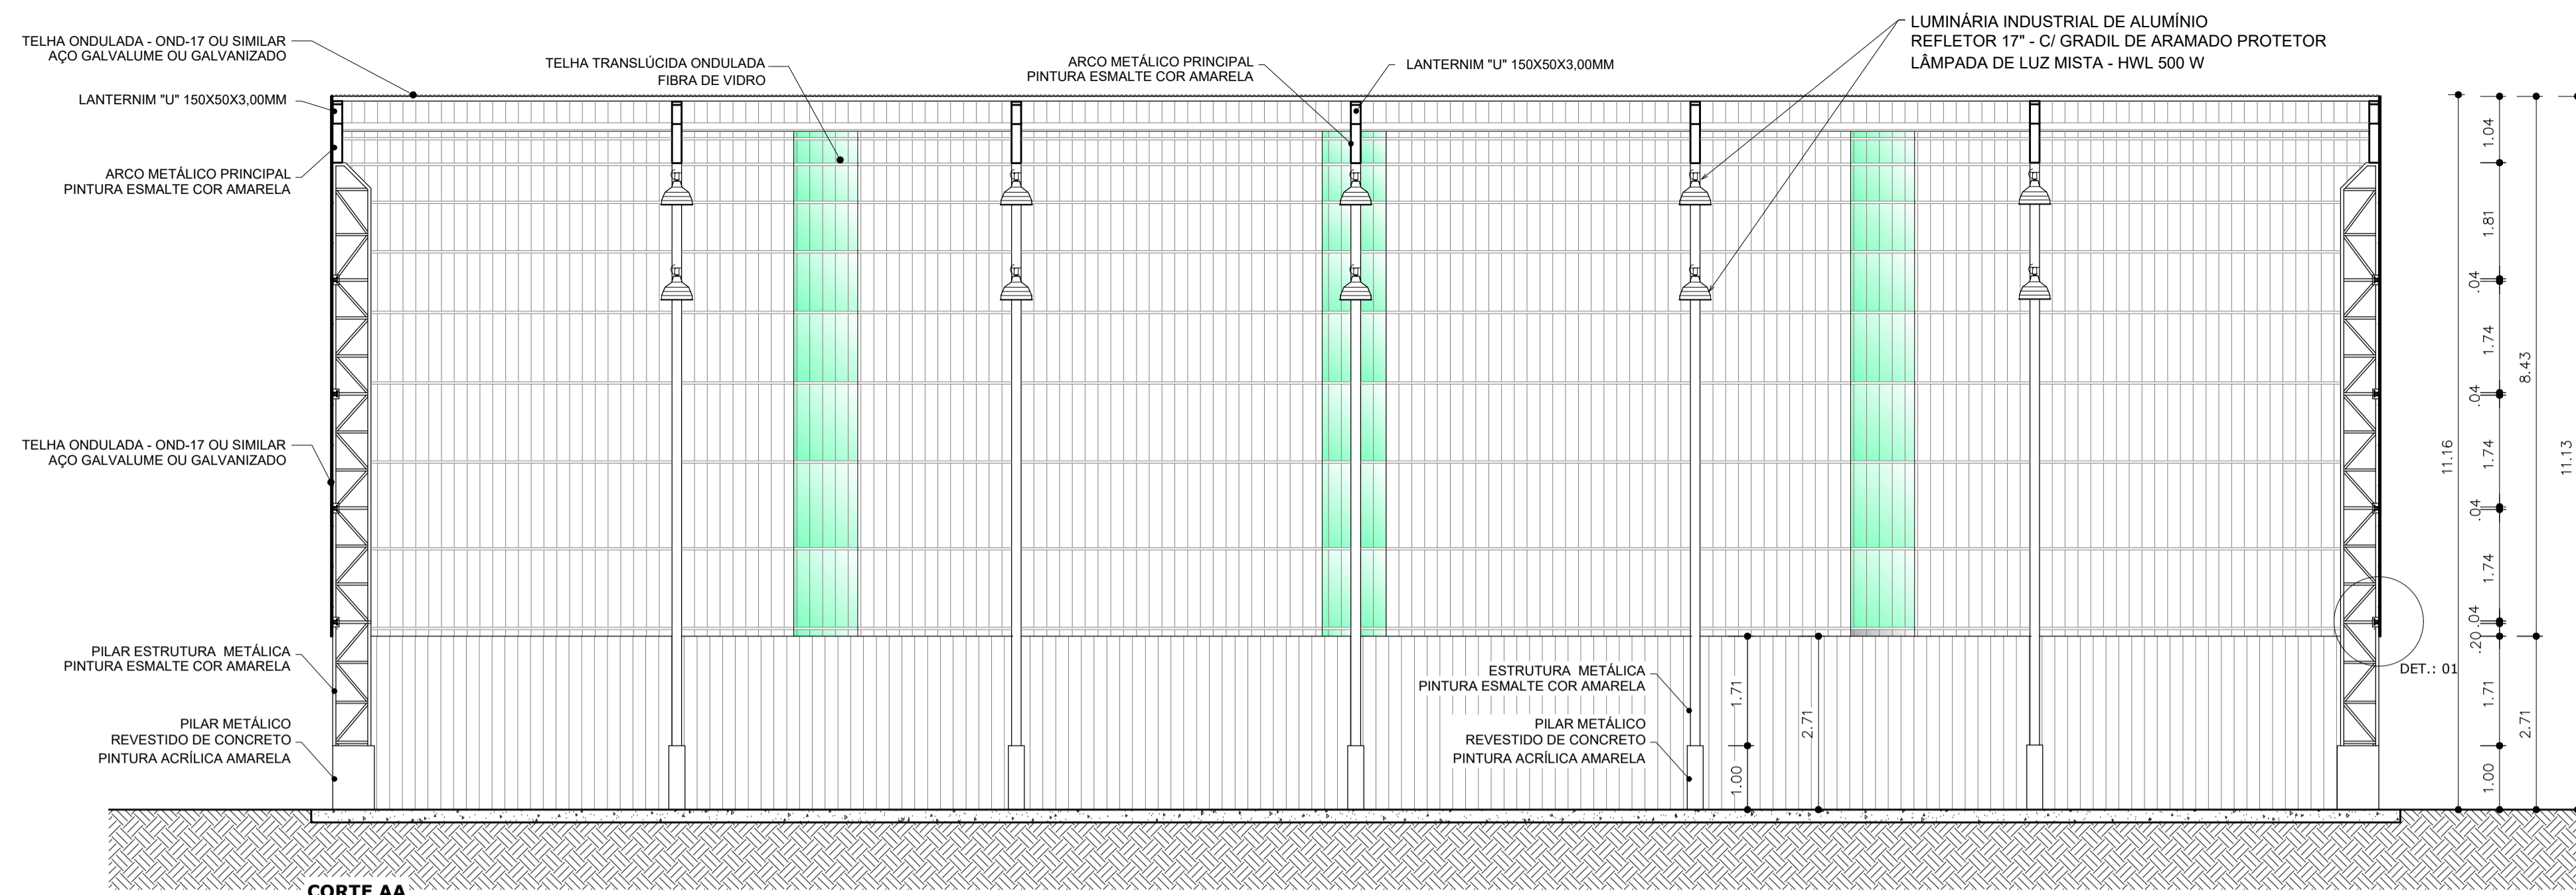 TELHA ONDULADA - OND-17 OU SIMILAR
AÇO GALVALUME OU GALVANIZADO
LANTERNIM "U" 150X50X3,00MM
ARCO METÁLICO PRINCIPAL
PINTURA ESMALTE COR AMARELA
TELHA ONDULADA - OND-17 OU SIMILAR
AÇO GALVALUME OU GALVANIZADO
PILAR ESTRUTURA METÁLICA
PINTURA ESMALTE COR AMARELA
PILAR METÁLICO
REVESTIDO DE CONCRETO
PINTURA ACRÍLICA AMARELA
TELHA TRANSLÚCIDA ONDULADA
FIBRA DE VIDRO
ARCO METÁLICO PRINCIPAL
PINTURA ESMALTE COR AMARELA
LANTERNIM "U" 150X50X3,00MM
LUMINÁRIA INDUSTRIAL DE ALUMÍNIO
REFLETOR 17" - C/ GRADIL DE ARAMADO PROTETOR
LÂMPADA DE LUZ MISTA - HWL 500 W
ESTRUTURA METÁLICA
PINTURA ESMALTE COR AMARELA
PILAR METÁLICO
REVESTIDO DE CONCRETO
PINTURA ACRÍLICA AMARELA
1.71
1.00
2.71
DET.: 01
11.16
1.04
1.81
.04
1.74
.04
1.74
.04
1.74
.04
.20
1.71
1.00
8.43
2.71
11.13
CORTE AA